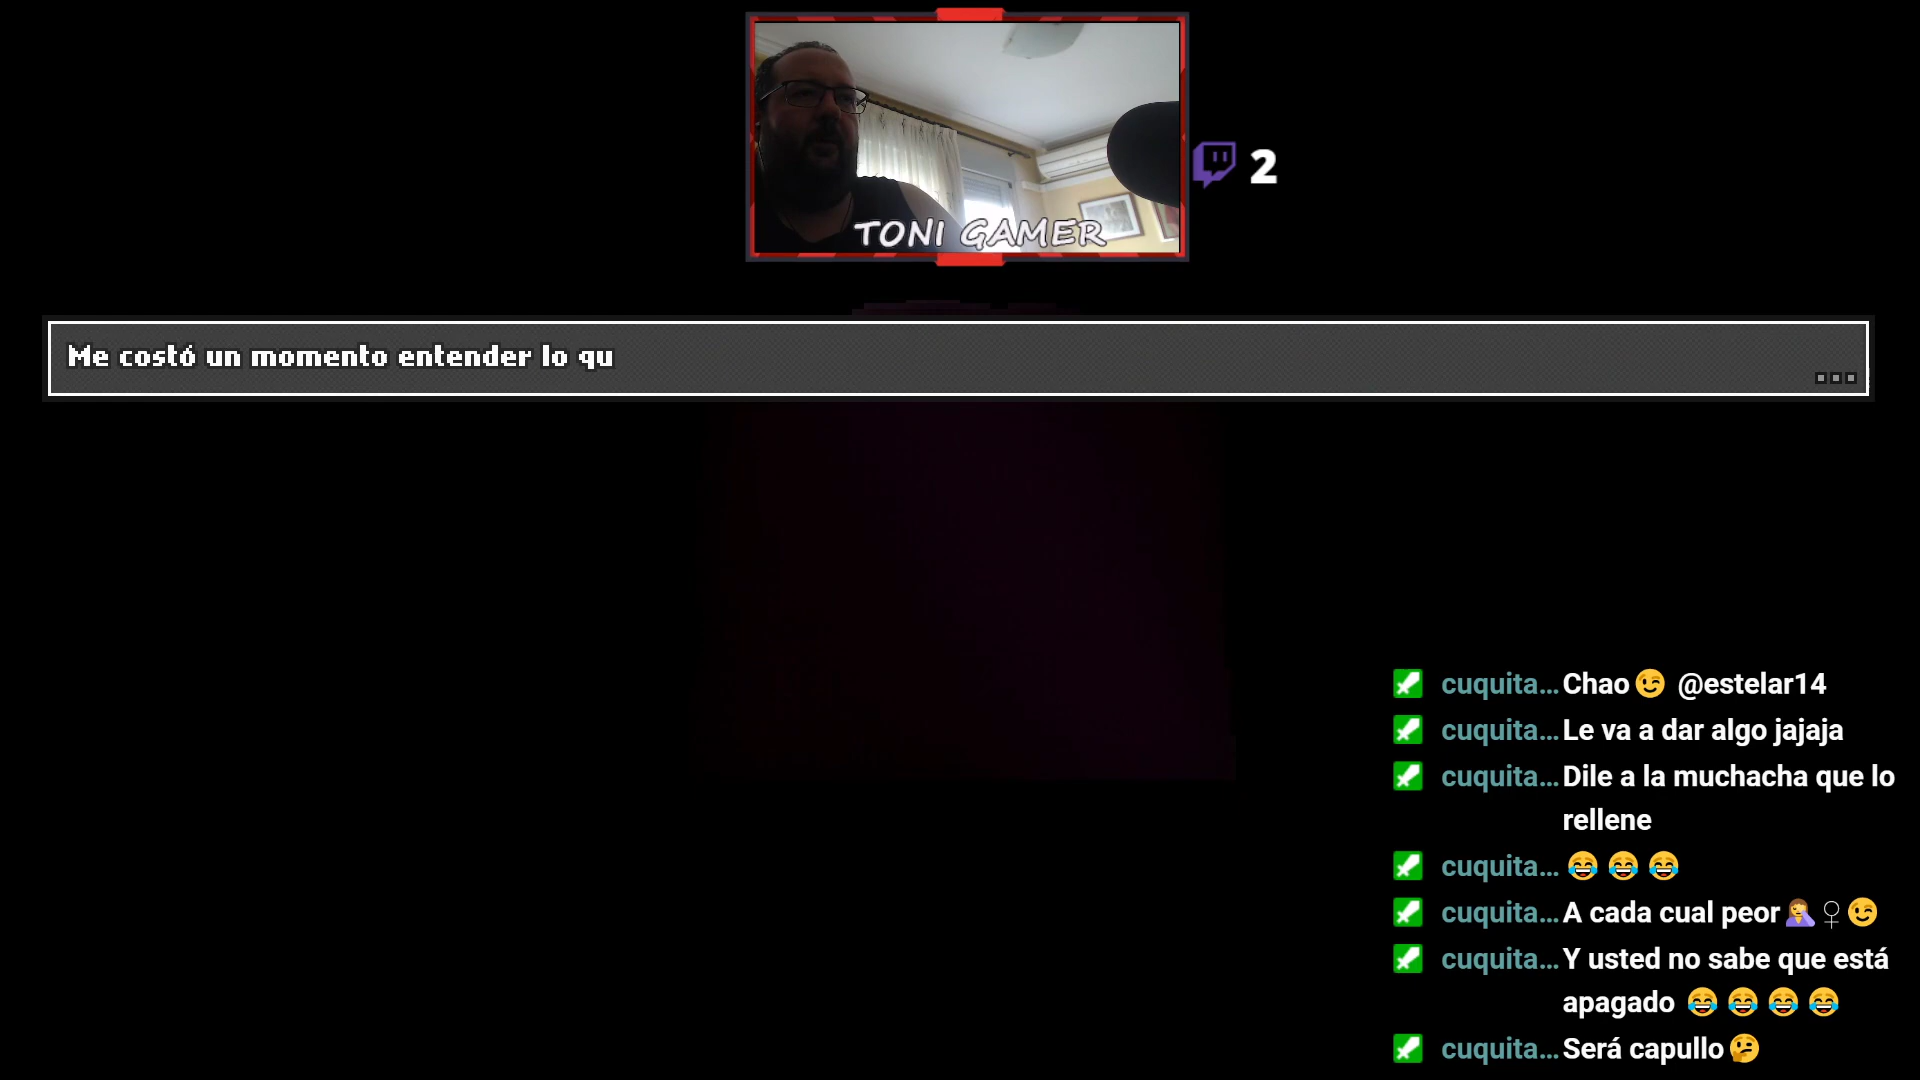 TONI GAMER
2
Me costó un momento entender lo qu
cuquita... Chao😉 @estelar14
cuquita... Le va a dar algo jajaja
cuquita... Dile a la muchacha que lo
rellene
cuquita... 😂 😂 😂
cuquita... A cada cual peor🤦♀😉
cuquita... Y usted no sabe que está
apagado 😂 😂 😂 😂
cuquita... Será capullo🤔